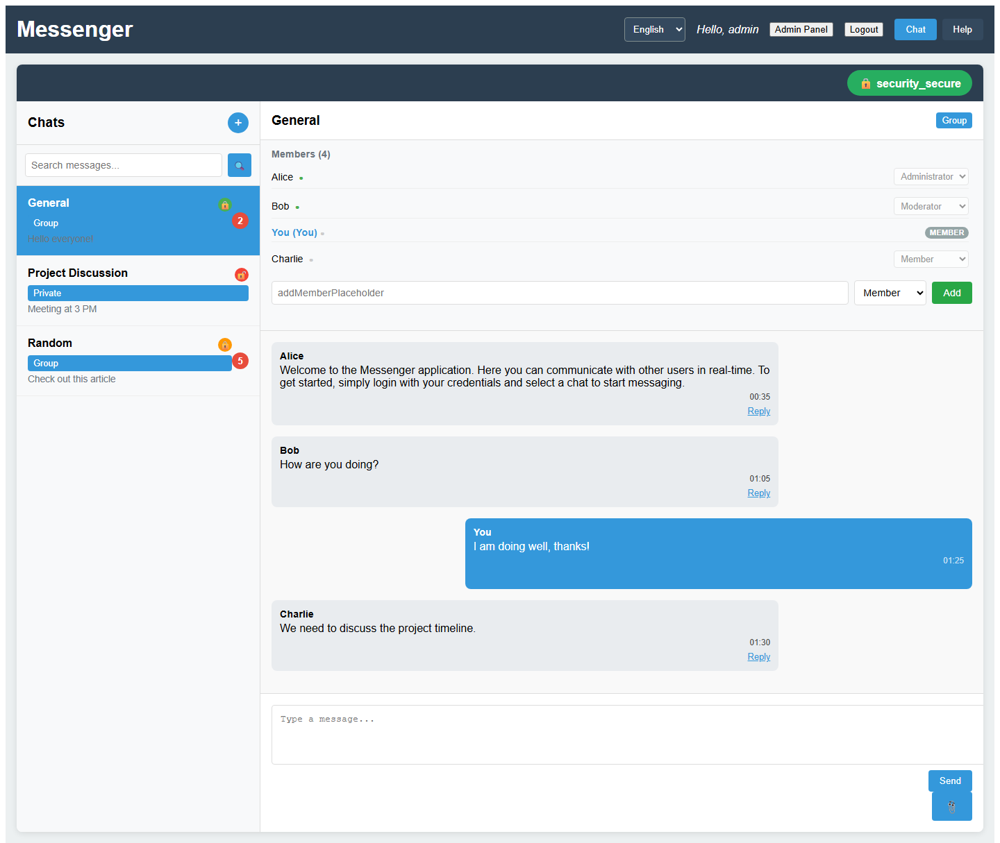 Messenger
English
Hello, admin
Admin Panel
Logout
Chat
Help
security_secure
Chats
+
Search messages...
General
Group
2
Hello everyone!
Project Discussion
Private
Meeting at 3 PM
Random
Group
5
Check out this article
General
Group
Members (4)
Alice
Administrator
Bob
Moderator
You (You)
MEMBER
Charlie
Member
addMemberPlaceholder
Member
Add
Alice
Welcome to the Messenger application. Here you can communicate with other users in real-time. To
get started, simply login with your credentials and select a chat to start messaging.
00:35
Reply
Bob
How are you doing?
01:05
Reply
You
I am doing well, thanks!
01:25
Charlie
We need to discuss the project timeline.
01:30
Reply
Type a message...
Send